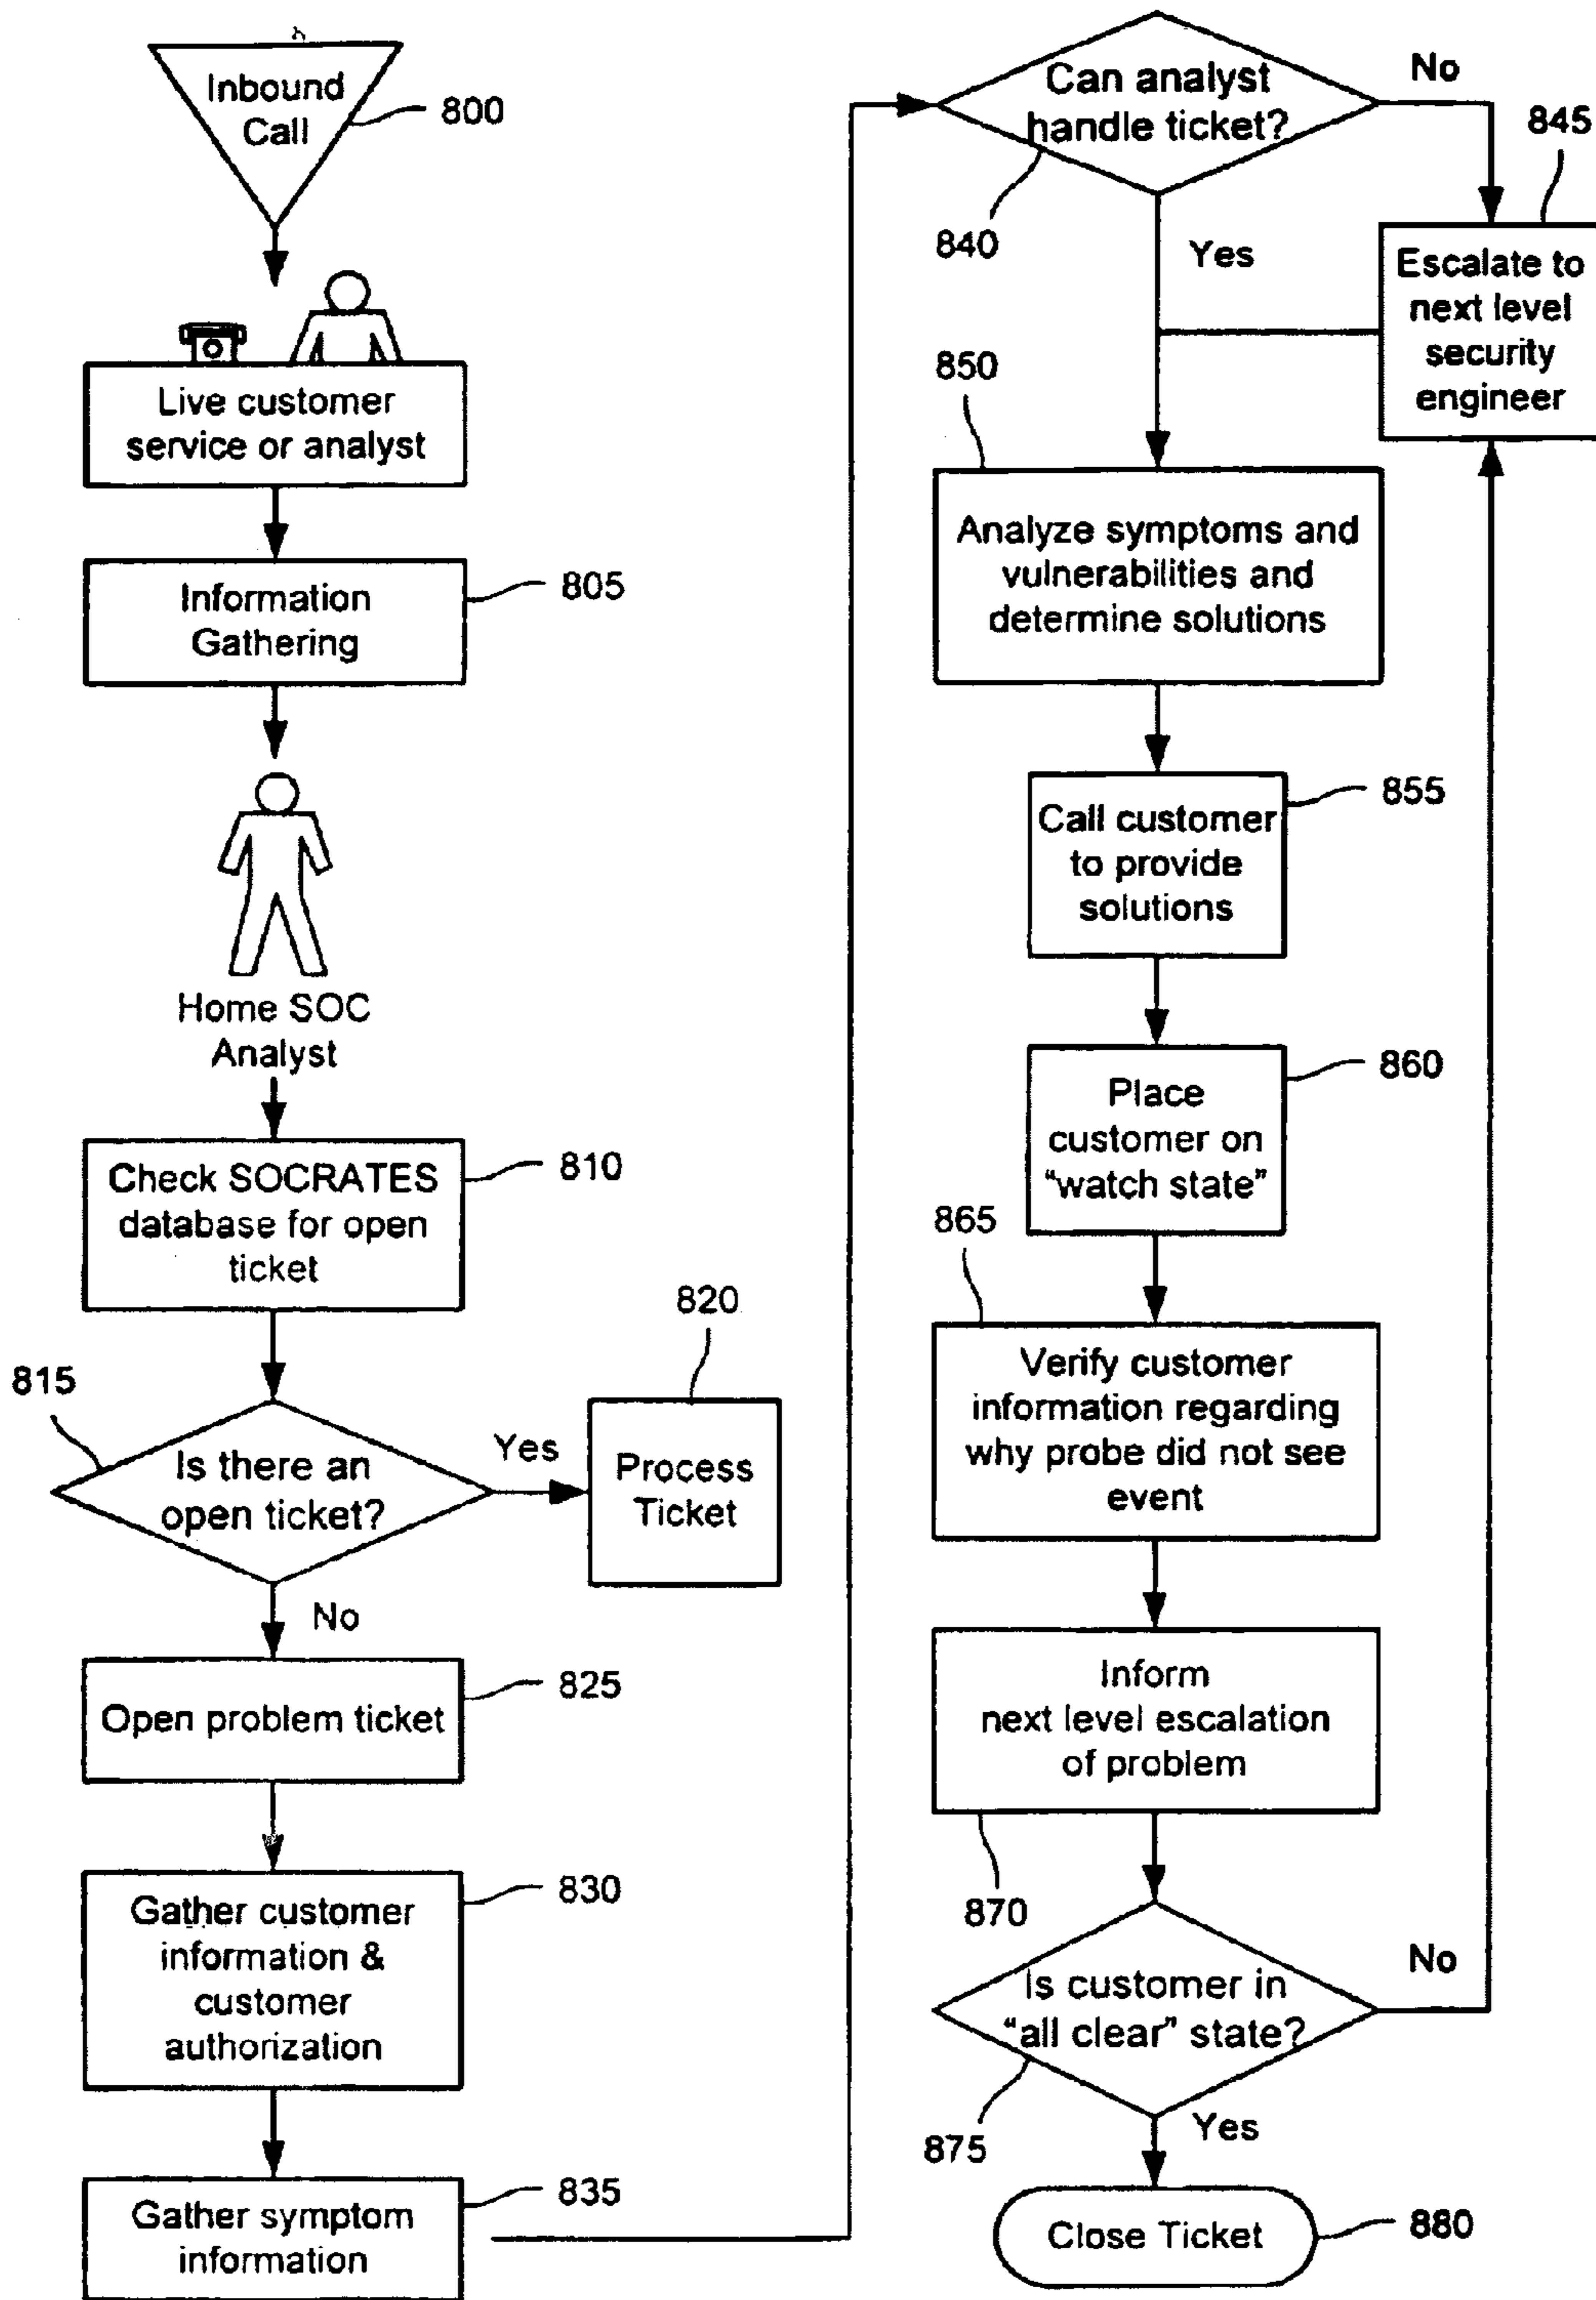 Inbound
Call
800
Live customer
service or analyst
Information
Gathering
805
Home SOC
Analyst
Check SOCRATES
database for open
ticket
810
815
Is there an
open ticket?
Yes
820
Process
Ticket
No
Open problem ticket
825
Gather customer
information &
customer
authorization
830
Gather symptom
information
835
Can analyst
handle ticket?
840
No
845
Escalate to
next level
security
engineer
Yes
850
Analyze symptoms and
vulnerabilities and
determine solutions
Call customer
to provide
solutions
855
Place
customer on
“watch state”
860
865
Verify customer
information regarding
why probe did not see
event
Inform
next level escalation
of problem
870
Is customer in
“all clear” state?
875
No
Yes
Close Ticket
880